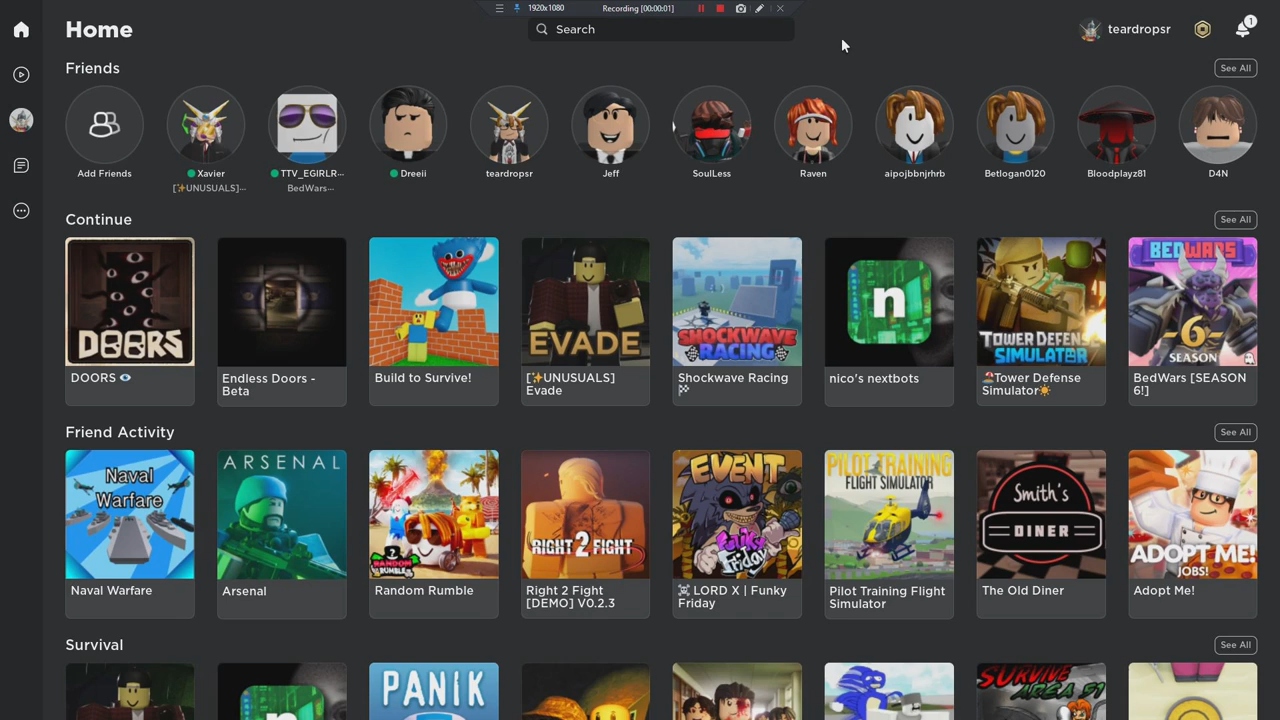 1920x1080
Recording [00:00:01]
Home
Search
teardropsr
1
Friends
See All
Add Friends
Xavier
[✨UNUSUALS]...
TTV_EGIRLR...
BedWars...
Dreeii
teardropsr
Jeff
SoulLess
Raven
aipojbbnjrhrb
Betlogan0120
Bloodplayz81
D4N
Continue
See All
DOORS
DOORS 👁
Endless Doors -
Beta
Build to Survive!
EVADE
[✨UNUSUALS]
Evade
SHOCKWAVE
RACING
Shockwave Racing
🏁
n
nico's nextbots
TOWER DEFENSE
SIMULATOR
🏖Tower Defense
Simulator☀
BEDWARS
-6-
SEASON
BedWars [SEASON
6!]
Friend Activity
See All
Naval
Warfare
Naval Warfare
ARSENAL
Arsenal
RANDOM
RUMBLE
Random Rumble
RIGHT 2 FIGHT
Right 2 Fight
[DEMO] V0.2.3
EVENT
Funky
Friday
☠ LORD X | Funky
Friday
PILOT TRAINING
FLIGHT SIMULATOR
Pilot Training Flight
Simulator
Smith's
DINER
The Old Diner
ADOPT ME!
JOBS!
Adopt Me!
Survival
See All
n
PANIK
SURVIVE
AREA 51